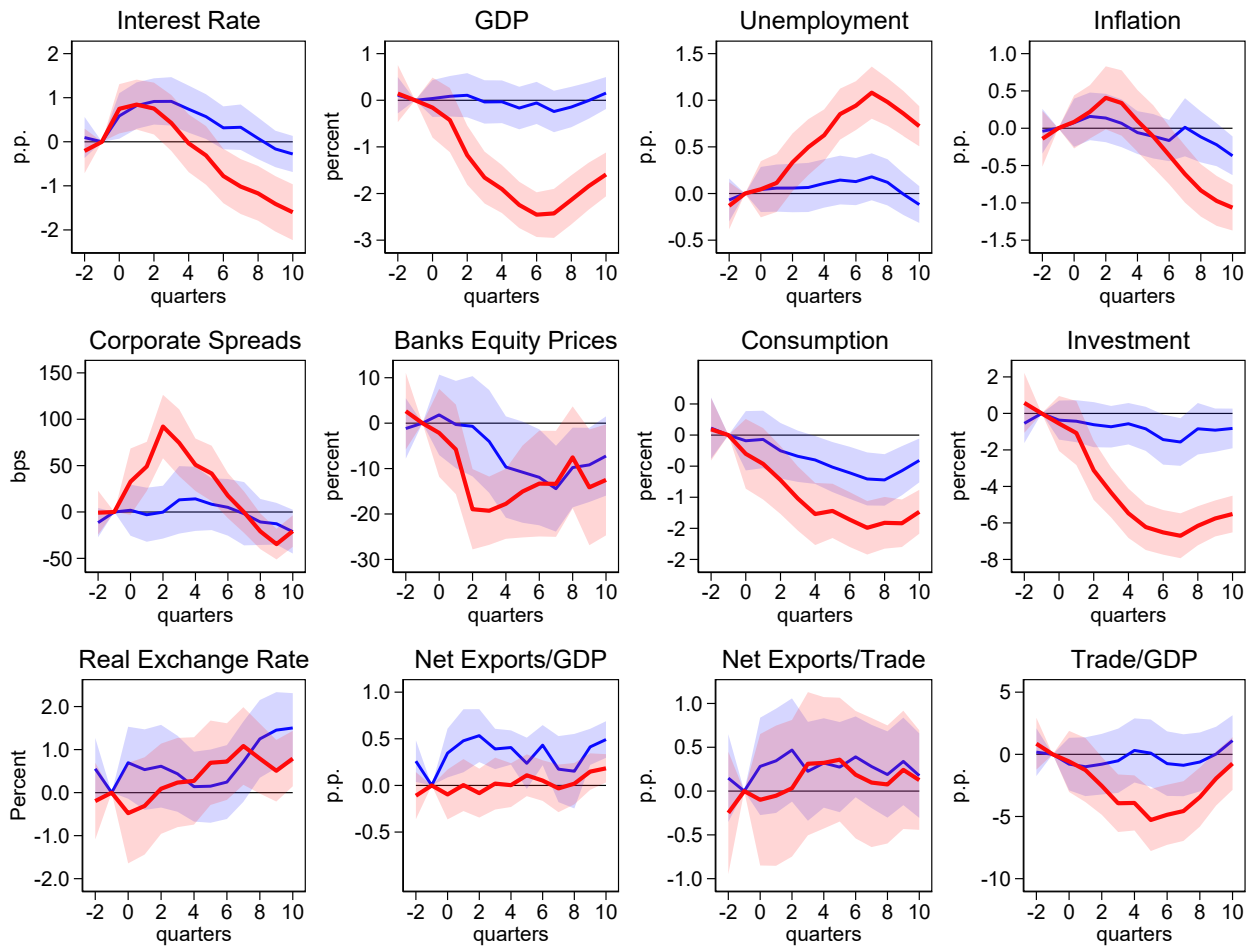 Interest Rate
2
1
0
-1
-2
p.p.
-2 0 2 4 6 8 10
quarters
GDP
1
0
-1
-2
-3
percent
-2 0 2 4 6 8 10
quarters
Unemployment
1.5
1.0
0.5
0.0
-0.5
p.p.
-2 0 2 4 6 8 10
quarters
Inflation
1.0
0.5
0.0
-0.5
-1.0
-1.5
p.p.
-2 0 2 4 6 8 10
quarters
Corporate Spreads
150
100
50
0
-50
bps
-2 0 2 4 6 8 10
quarters
Banks Equity Prices
10
0
-10
-20
-30
percent
-2 0 2 4 6 8 10
quarters
Consumption
0
0
-0
-1
-2
-2
percent
-2 0 2 4 6 8 10
quarters
Investment
2
0
-2
-4
-6
-8
percent
-2 0 2 4 6 8 10
quarters
Real Exchange Rate
2.0
1.0
0.0
-1.0
-2.0
Percent
-2 0 2 4 6 8 10
quarters
Net Exports/GDP
1.0
0.5
0.0
-0.5
p.p.
-2 0 2 4 6 8 10
quarters
Net Exports/Trade
1.0
0.5
0.0
-0.5
-1.0
p.p.
-2 0 2 4 6 8 10
quarters
Trade/GDP
5
0
-5
-10
p.p.
-2 0 2 4 6 8 10
quarters